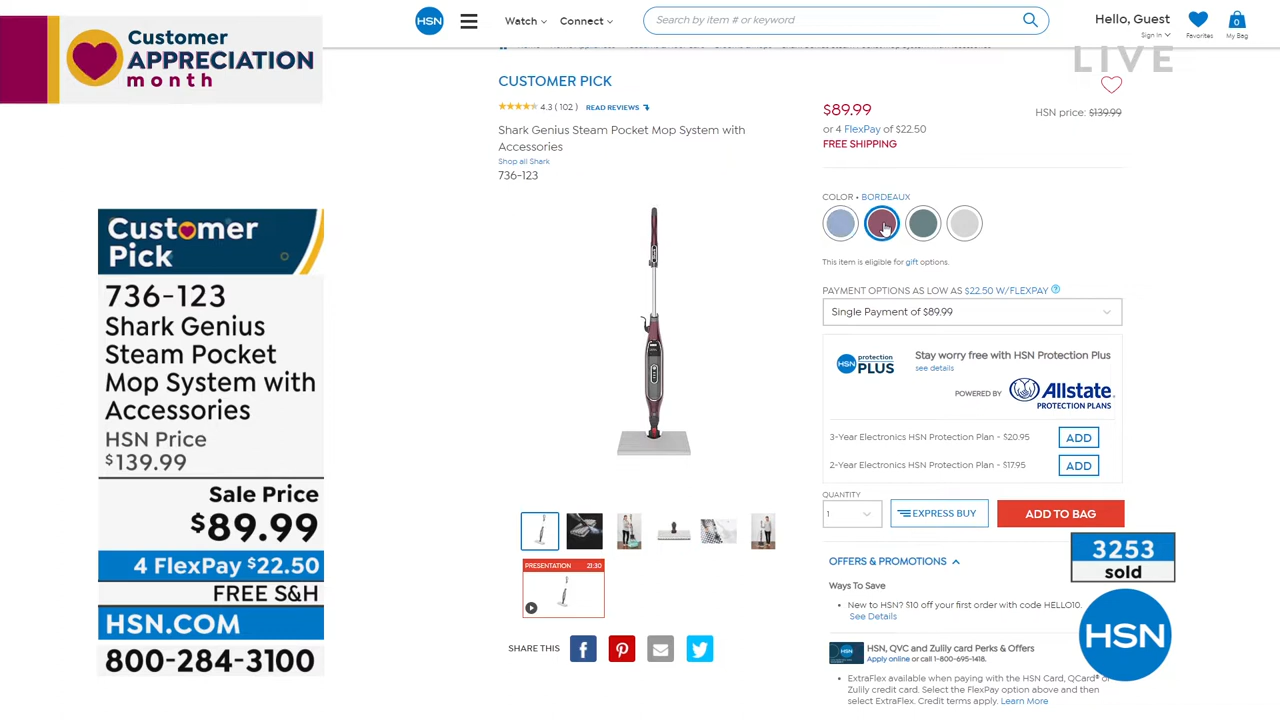 Customer
APPRECIATION
month
Customer
Pick
736-123
Shark Genius
Steam Pocket
Mop System with
Accessories
HSN Price
$139.99
Sale Price
$89.99
4 FlexPay $22.50
FREE S&H
HSN.COM
800-284-3100
HSN
Watch
Connect
Search by item # or keyword
Hello, Guest
Sign In
Favorites
0
My Bag
LIVE
CUSTOMER PICK
4.3 (102) READ REVIEWS
Shark Genius Steam Pocket Mop System with
Accessories
Shop all Shark
736-123
PRESENTATION 21:30
SHARE THIS
$89.99
HSN price: $139.99
or 4 FlexPay of $22.50
FREE SHIPPING
COLOR • BORDEAUX
This item is eligible for gift options.
PAYMENT OPTIONS AS LOW AS $22.50 W/FLEXPAY ?
Single Payment of $89.99
HSN protection PLUS
Stay worry free with HSN Protection Plus
see details
POWERED BY Allstate.
PROTECTION PLANS
3-Year Electronics HSN Protection Plan - $20.95 ADD
2-Year Electronics HSN Protection Plan - $17.95 ADD
QUANTITY
1
EXPRESS BUY
ADD TO BAG
OFFERS & PROMOTIONS
Ways To Save
• New to HSN? $10 off your first order with code HELLO10.
See Details
HSN, QVC and Zulily card Perks & Offers
Apply online or call 1-800-695-1418.
• ExtraFlex available when paying with the HSN Card, QCard® or
Zulily credit card. Select the FlexPay option above and then
select ExtraFlex. Credit terms apply. Learn More
3253
sold
HSN